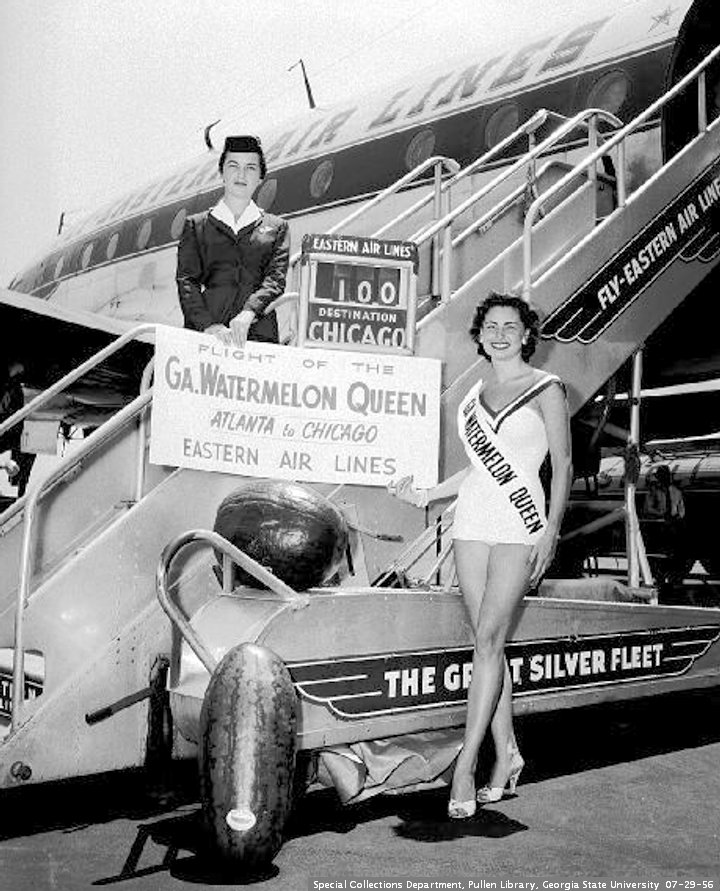 AIR LINES
EASTERN AIR LINES
100
DESTINATION
CHICAGO
FLY-EASTERN AIR LINES
FLIGHT OF THE
GA. WATERMELON QUEEN
ATLANTA to CHICAGO
EASTERN AIR LINES
GA. WATERMELON QUEEN
THE GREAT SILVER FLEET
Special Collections Department, Pullen Library, Georgia State University 07-29-56